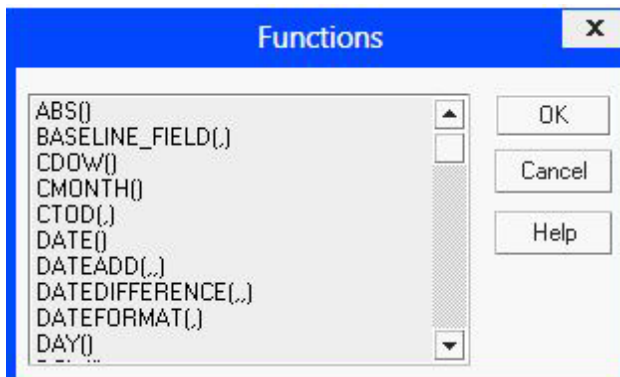 Functions
x
ABS()
BASELINE_FIELD(,)
CDOW()
CMONTH()
CTOD(,)
DATE()
DATEADD(,,)
DATEDIFFERENCE(,,)
DATEFORMAT(,)
DAY()
OK
Cancel
Help